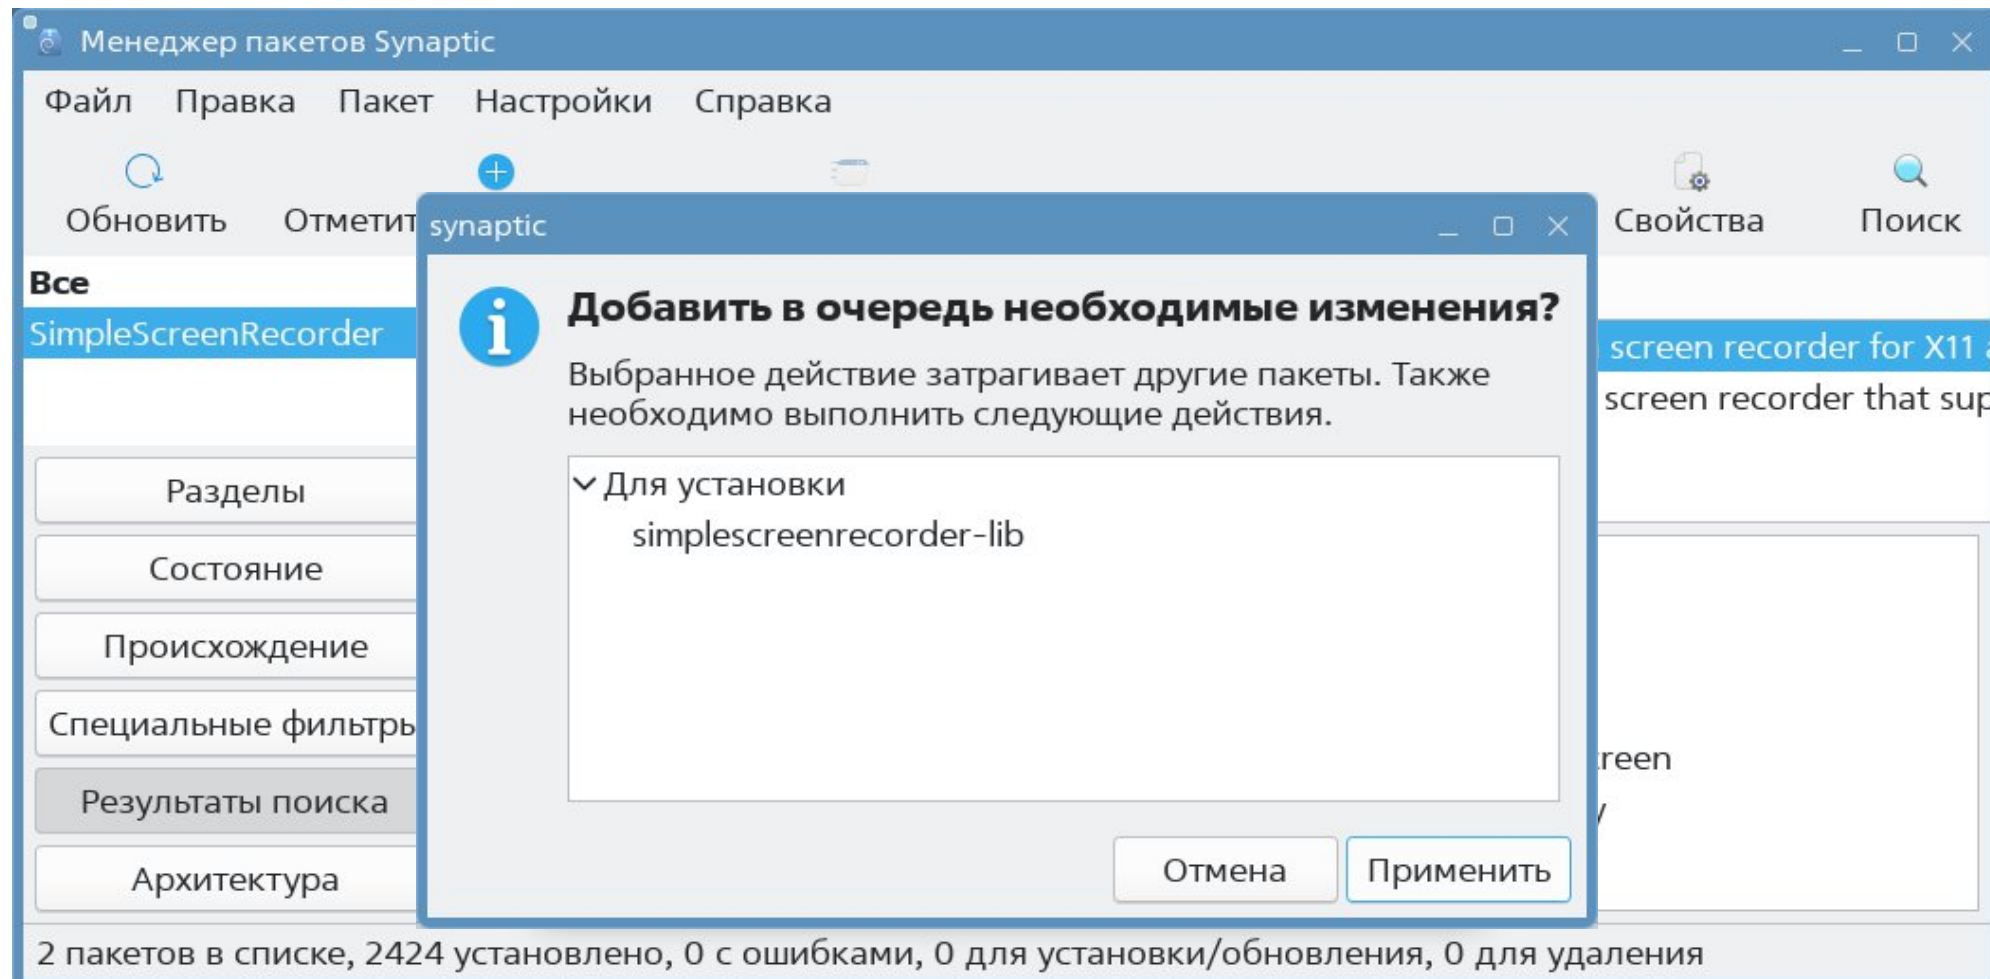 Менеджер пакетов Synaptic
Файл Правка Пакет Настройки Справка
Обновить Свойства Поиск
synaptic
Все
SimpleScreenRecorder
Добавить в очередь необходимые изменения?
Выбранное действие затрагивает другие пакеты. Также
необходимо выполнить следующие действия.
Для установки
simplescreenrecorder-lib
screen recorder for X11
screen recorder that
Разделы
Состояние
Происхождение
Специальные фильтры
Результаты поиска
Архитектура
Отмена Применить
2 пакетов в списке, 2424 установлено, 0 с ошибками, 0 для установки/обновления, 0 для удаления